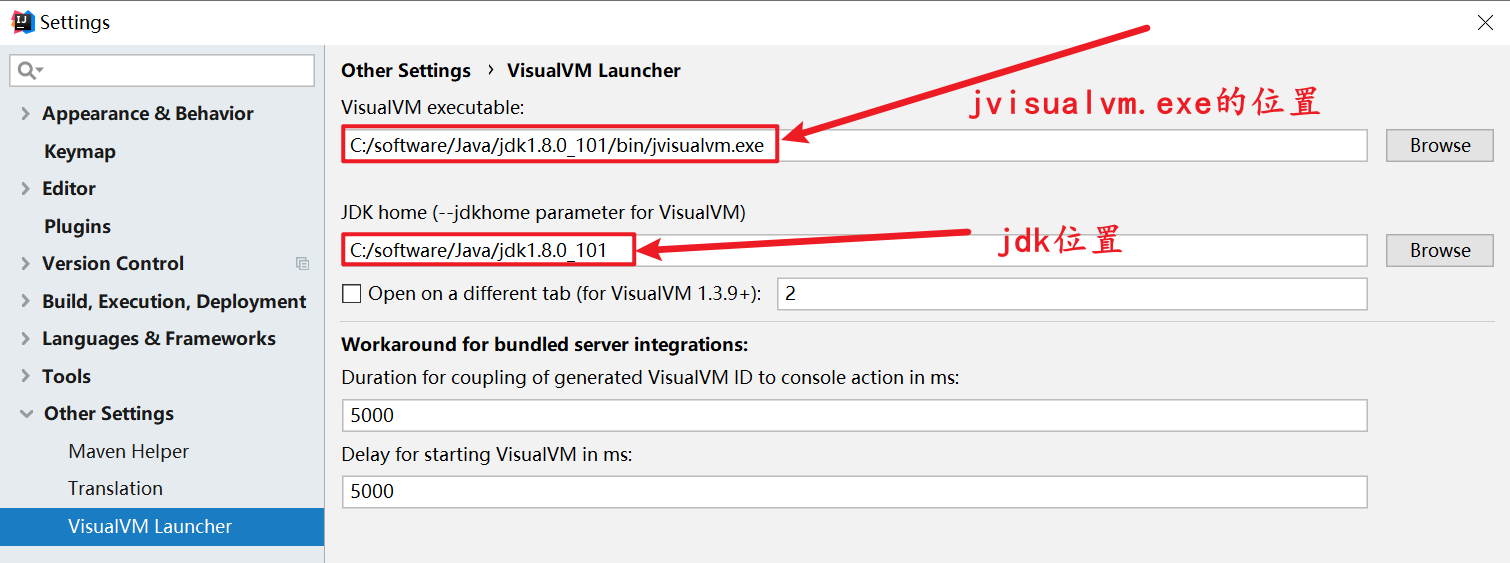 Settings
Appearance & Behavior
Keymap
Editor
Plugins
Version Control
Build, Execution, Deployment
Languages & Frameworks
Tools
Other Settings
Maven Helper
Translation
VisualVM Launcher
Other Settings › VisualVM Launcher
VisualVM executable:
jvisualvm.exe的位置
C:/software/Java/jdk1.8.0_101/bin/jvisualvm.exe
Browse
JDK home (--jdkhome parameter for VisualVM)
jdk位置
C:/software/Java/jdk1.8.0_101
Browse
Open on a different tab (for VisualVM 1.3.9+): 2
Workaround for bundled server integrations:
Duration for coupling of generated VisualVM ID to console action in ms:
5000
Delay for starting VisualVM in ms:
5000